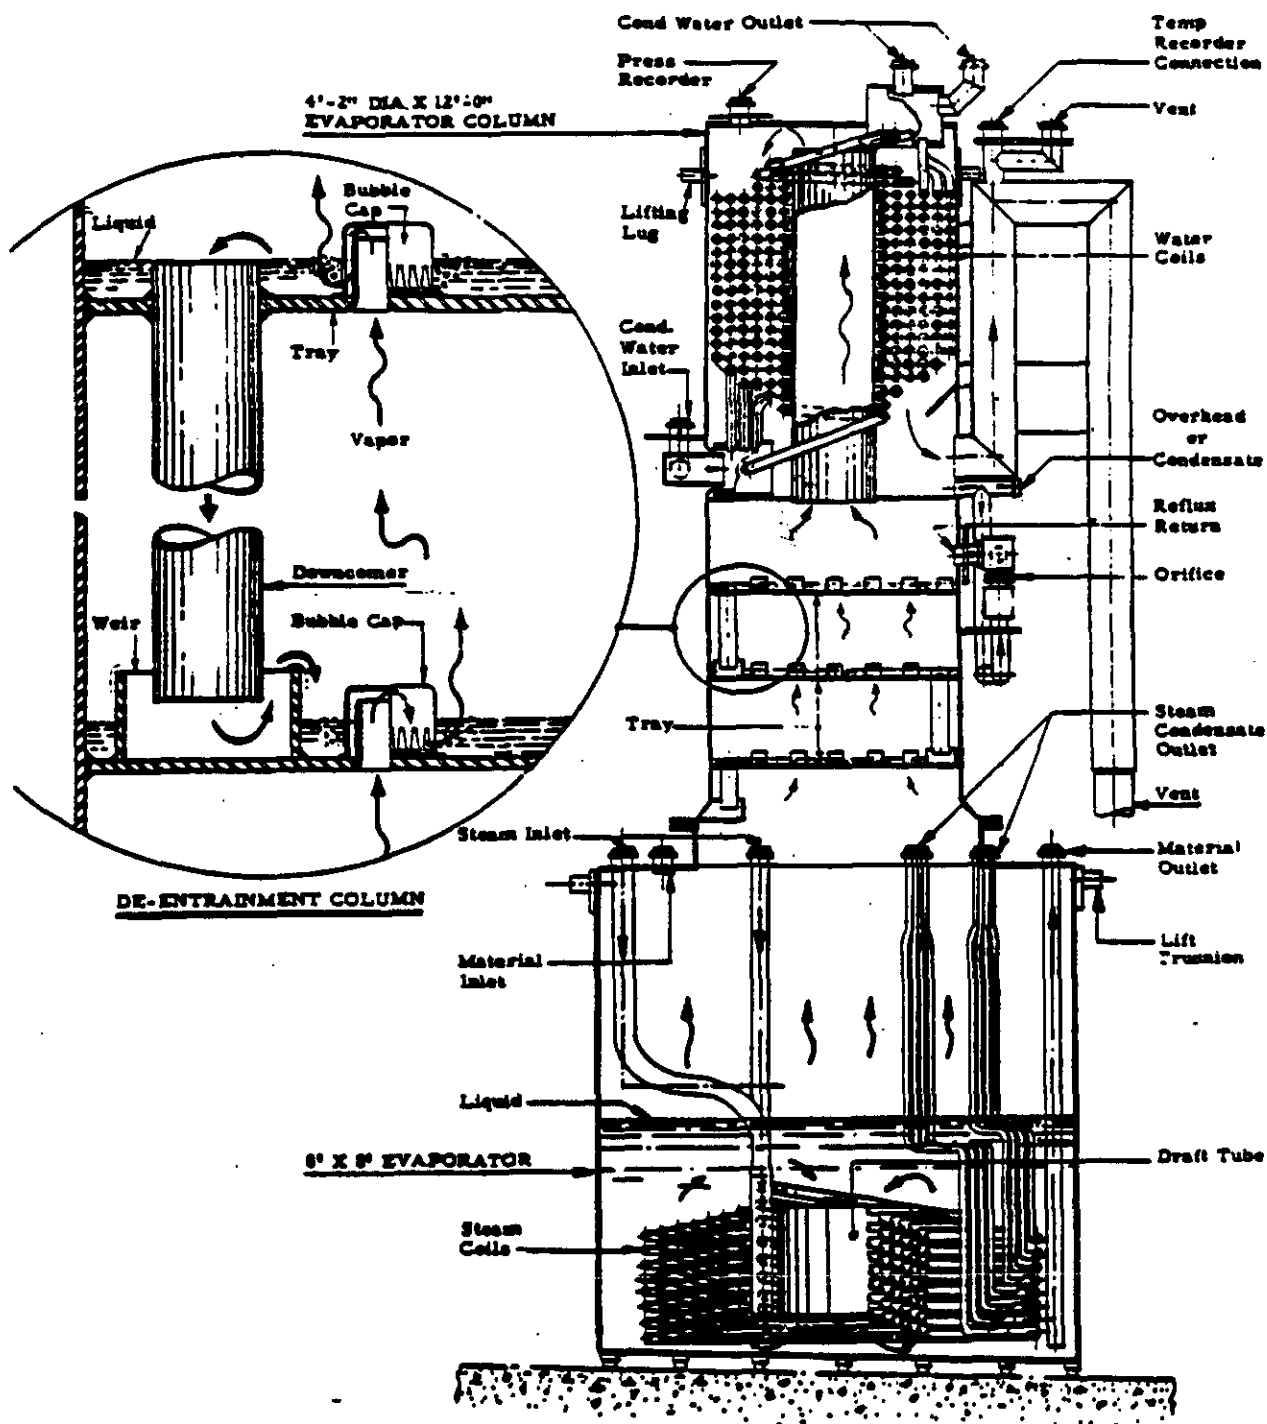 Cond Water Outlet
Press
Recorder
Temp
Recorder
Connection
Vent
4'-2" DIA. X 12'-0"
EVAPORATOR COLUMN
Bubble
Cap
Liquid
Lifting
Lug
Water
Coils
Tray
Cond.
Water
Inlet
Vapor
Overhead
or
Condensate
Reflux
Return
Orifice
Downcomer
Weir
Bubble Cap
Tray
Steam
Condensate
Outlet
Vent
Steam Inlet
Material
Outlet
DE-ENTRAINMENT COLUMN
Material
Inlet
Lift
Trunnion
Liquid
8' X 8' EVAPORATOR
Draft Tube
Steam
Coils